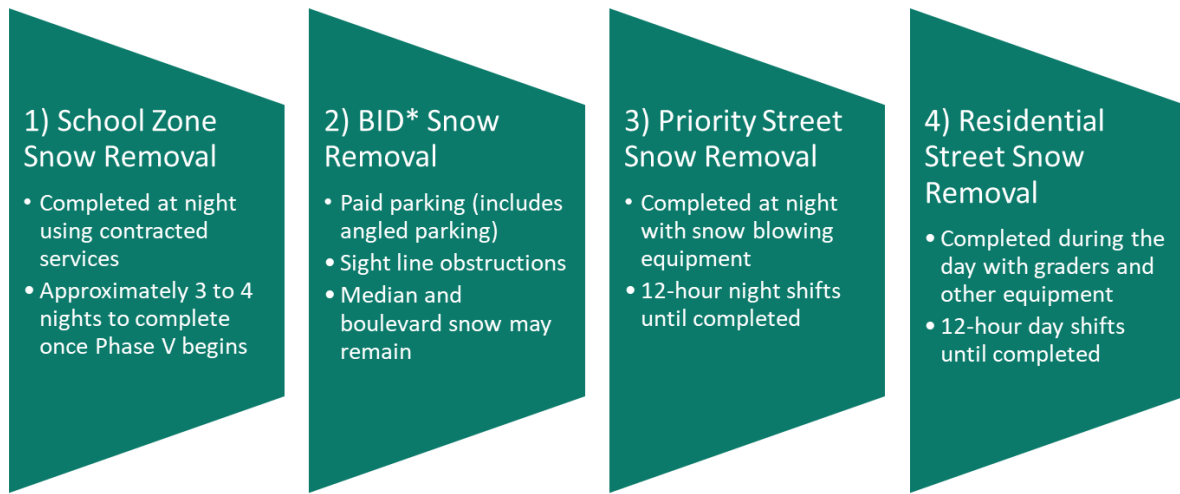 1) School Zone
Snow Removal
• Completed at night
using contracted
services
• Approximately 3 to 4
nights to complete
once Phase V begins
2) BID* Snow
Removal
• Paid parking (includes
angled parking)
• Sight line obstructions
• Median and
boulevard snow may
remain
3) Priority Street
Snow Removal
• Completed at night
with snow blowing
equipment
• 12-hour night shifts
until completed
4) Residential
Street Snow
Removal
• Completed during the
day with graders and
other equipment
• 12-hour day shifts
until completed